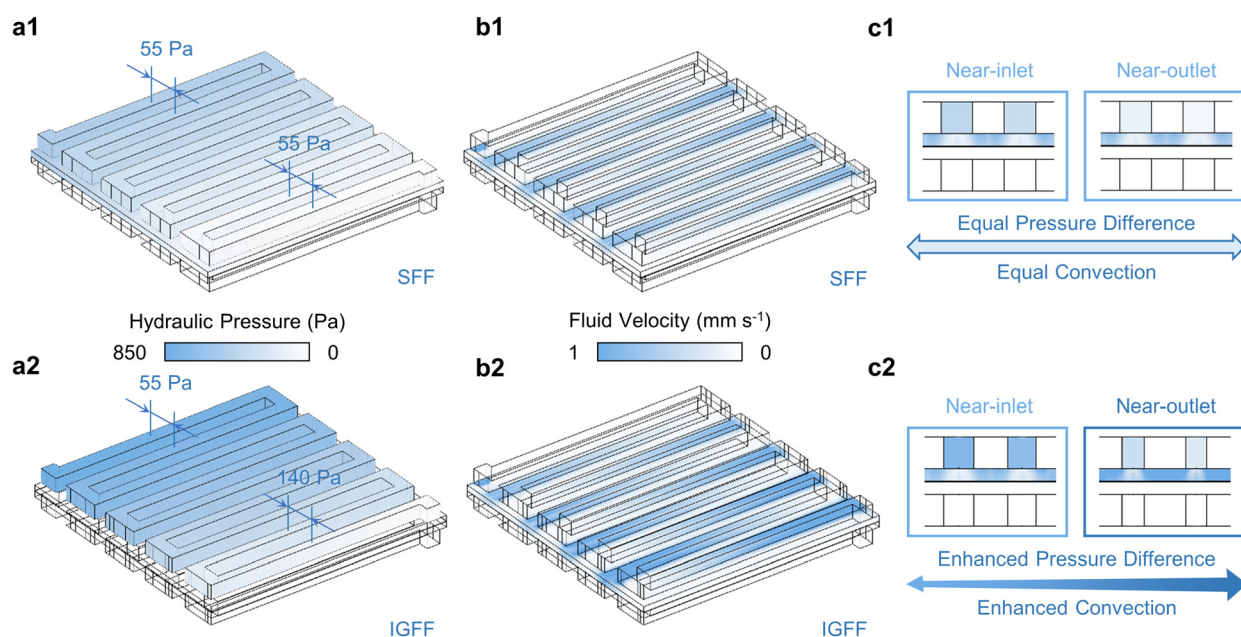 a1
55 Pa
55 Pa
SFF
b1
SFF
c1
Near-inlet
Near-outlet
Equal Pressure Difference
Equal Convection
Hydraulic Pressure (Pa)
850
0
Fluid Velocity (mm s⁻¹)
1
0
a2
55 Pa
140 Pa
IGFF
b2
IGFF
c2
Near-inlet
Near-outlet
Enhanced Pressure Difference
Enhanced Convection